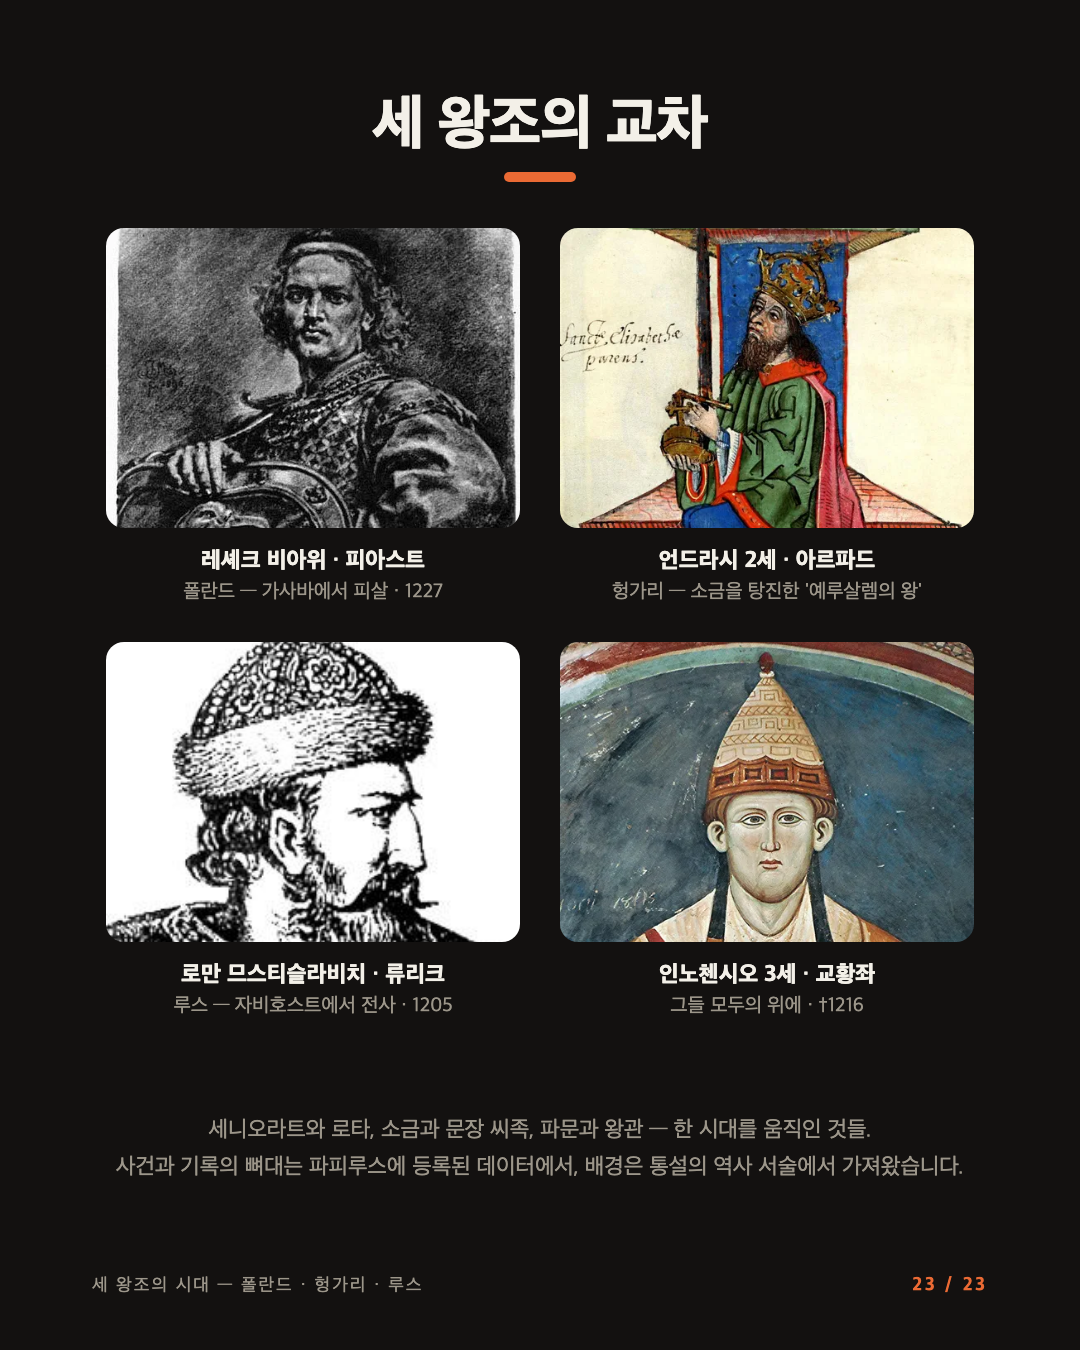 세 왕조의 교차
Sancte Elisabethæ
parens.
레셰크 비아위 · 피아스트
폴란드 — 가사바에서 피살 · 1227
언드라시 2세 · 아르파드
헝가리 — 소금을 탕진한 '예루살렘의 왕'
로만 므스티슬라비치 · 류리크
루스 — 자비호스트에서 전사 · 1205
인노첸시오 3세 · 교황좌
그들 모두의 위에 · †1216
세니오라트와 로타, 소금과 문장 씨족, 파문과 왕관 — 한 시대를 움직인 것들.
사건과 기록의 뼈대는 파피루스에 등록된 데이터에서, 배경은 통설의 역사 서술에서 가져왔습니다.
세 왕조의 시대 — 폴란드 · 헝가리 · 루스
23 / 23